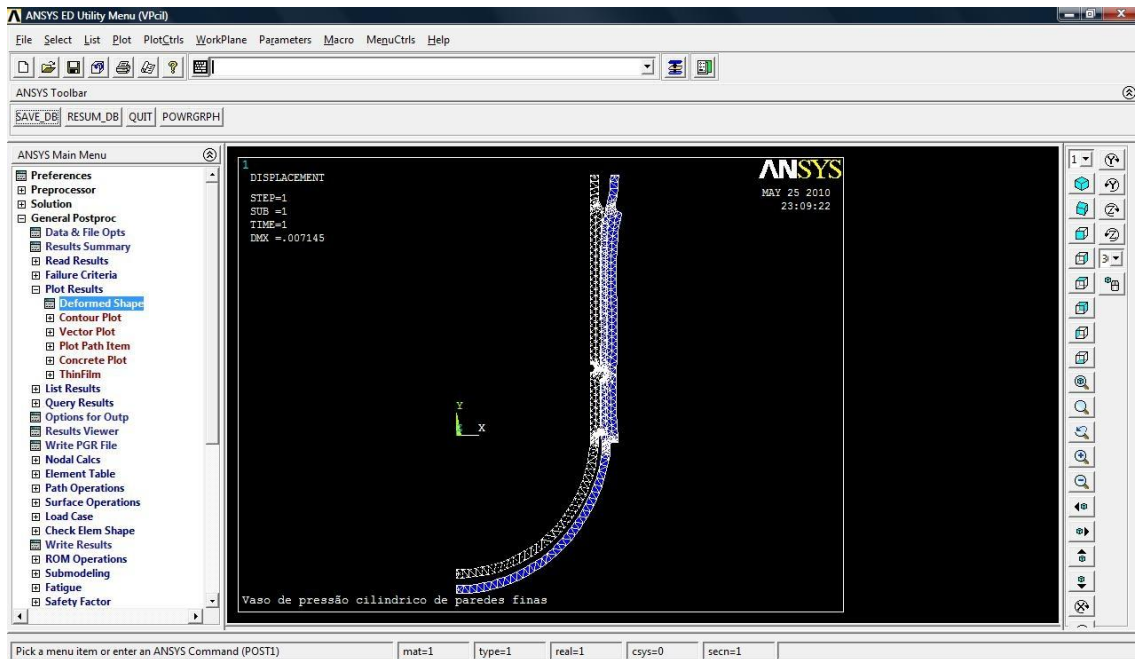 ANSYS ED Utility Menu (VPcil)
File Select List Plot PlotCtrls WorkPlane Parameters Macro MenuCtrls Help
ANSYS Toolbar
SAVE_DB RESUM_DB QUIT POWRGRPH
ANSYS Main Menu
Preferences
Preprocessor
Solution
General Postproc
Data & File Opts
Results Summary
Read Results
Failure Criteria
Plot Results
Deformed Shape
Contour Plot
Vector Plot
Plot Path Item
Concrete Plot
ThinFilm
List Results
Query Results
Options for Outp
Results Viewer
Write PGR File
Nodal Calcs
Element Table
Path Operations
Surface Operations
Load Case
Check Elem Shape
Write Results
ROM Operations
Submodeling
Fatigue
Safety Factor
1
DISPLACEMENT
STEP=1
SUB =1
TIME=1
DMX =.007145
ANSYS
MAY 25 2010
23:09:22
Y
X
Vaso de pressão cilindrico de paredes finas
1
3
Pick a menu item or enter an ANSYS Command (POST1)
mat=1 type=1 real=1 csys=0 secn=1